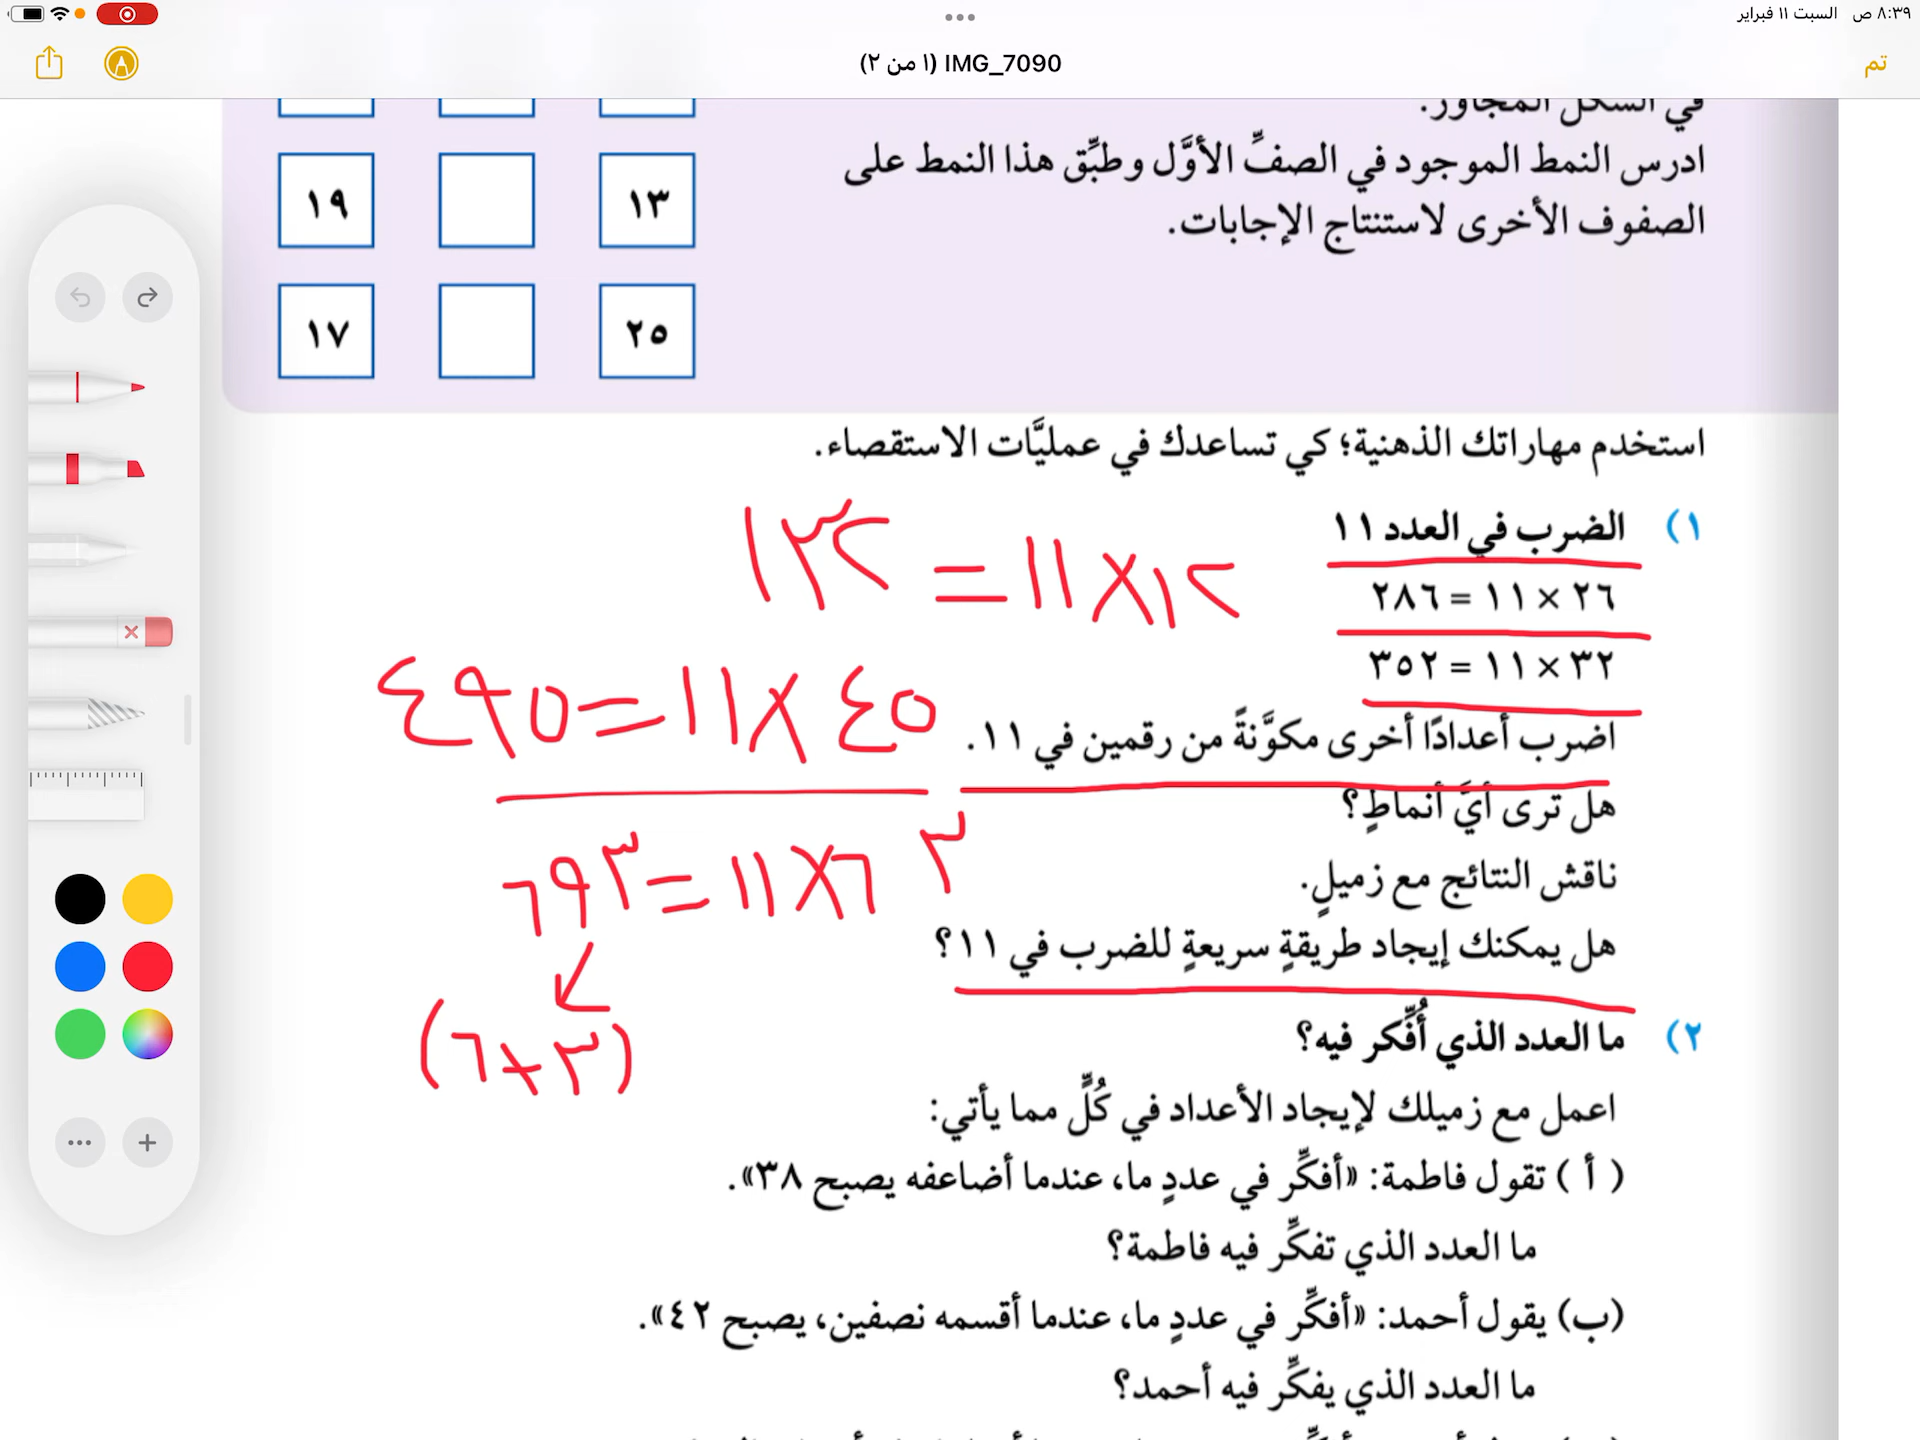 ٨:٣٩ ص السبت ١١ فبراير
تم
IMG_7090 (١ من ٢)
في الشكل المجاور.
ادرس النمط الموجود في الصفِّ الأوَّل وطبِّق هذا النمط على
الصفوف الأخرى لاستنتاج الإجابات.
١٣ ١٩
٢٥ ١٧
استخدم مهاراتك الذهنية؛ كي تساعدك في عمليَّات الاستقصاء.
١) الضرب في العدد ١١
٢٦ × ١١ = ٢٨٦
٣٢ × ١١ = ٣٥٢
١٢ × ١١ = ١٣٢
٤٥ × ١١ = ٤٩٥
اضرب أعدادًا أخرى مكوَّنةً من رقمين في ١١.
هل ترى أيَّ أنماطٍ؟
٦٣ × ١١ = ٦٩٣
ناقش النتائج مع زميلٍ.
هل يمكنك إيجاد طريقةٍ سريعةٍ للضرب في ١١؟
(٦+٣)
٢) ما العدد الذي أُفِّكر فيه؟
اعمل مع زميلك لإيجاد الأعداد في كُلٍّ مما يأتي:
(أ) تقول فاطمة: «أفكِّر في عددٍ ما، عندما أضاعفه يصبح ٣٨».
ما العدد الذي تفكِّر فيه فاطمة؟
(ب) يقول أحمد: «أفكِّر في عددٍ ما، عندما أقسمه نصفين، يصبح ٤٢».
ما العدد الذي يفكِّر فيه أحمد؟